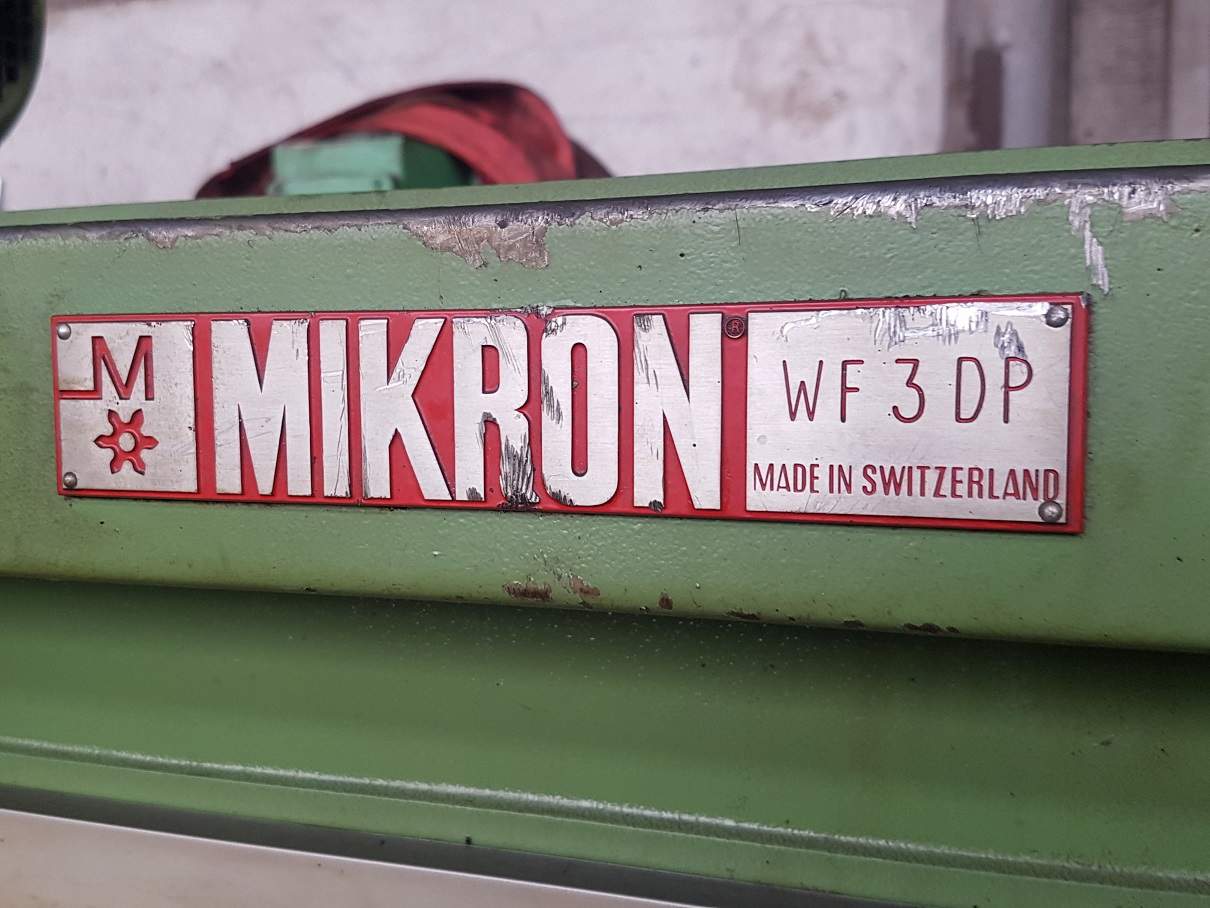 M
MIKRON ®
WF 3 DP
MADE IN SWITZERLAND